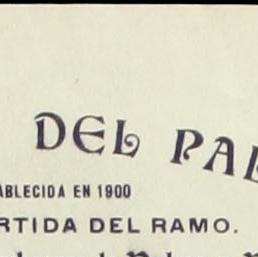 DEL PAL
ABLECIDA EN 1900
RTIDA DEL RAMO.